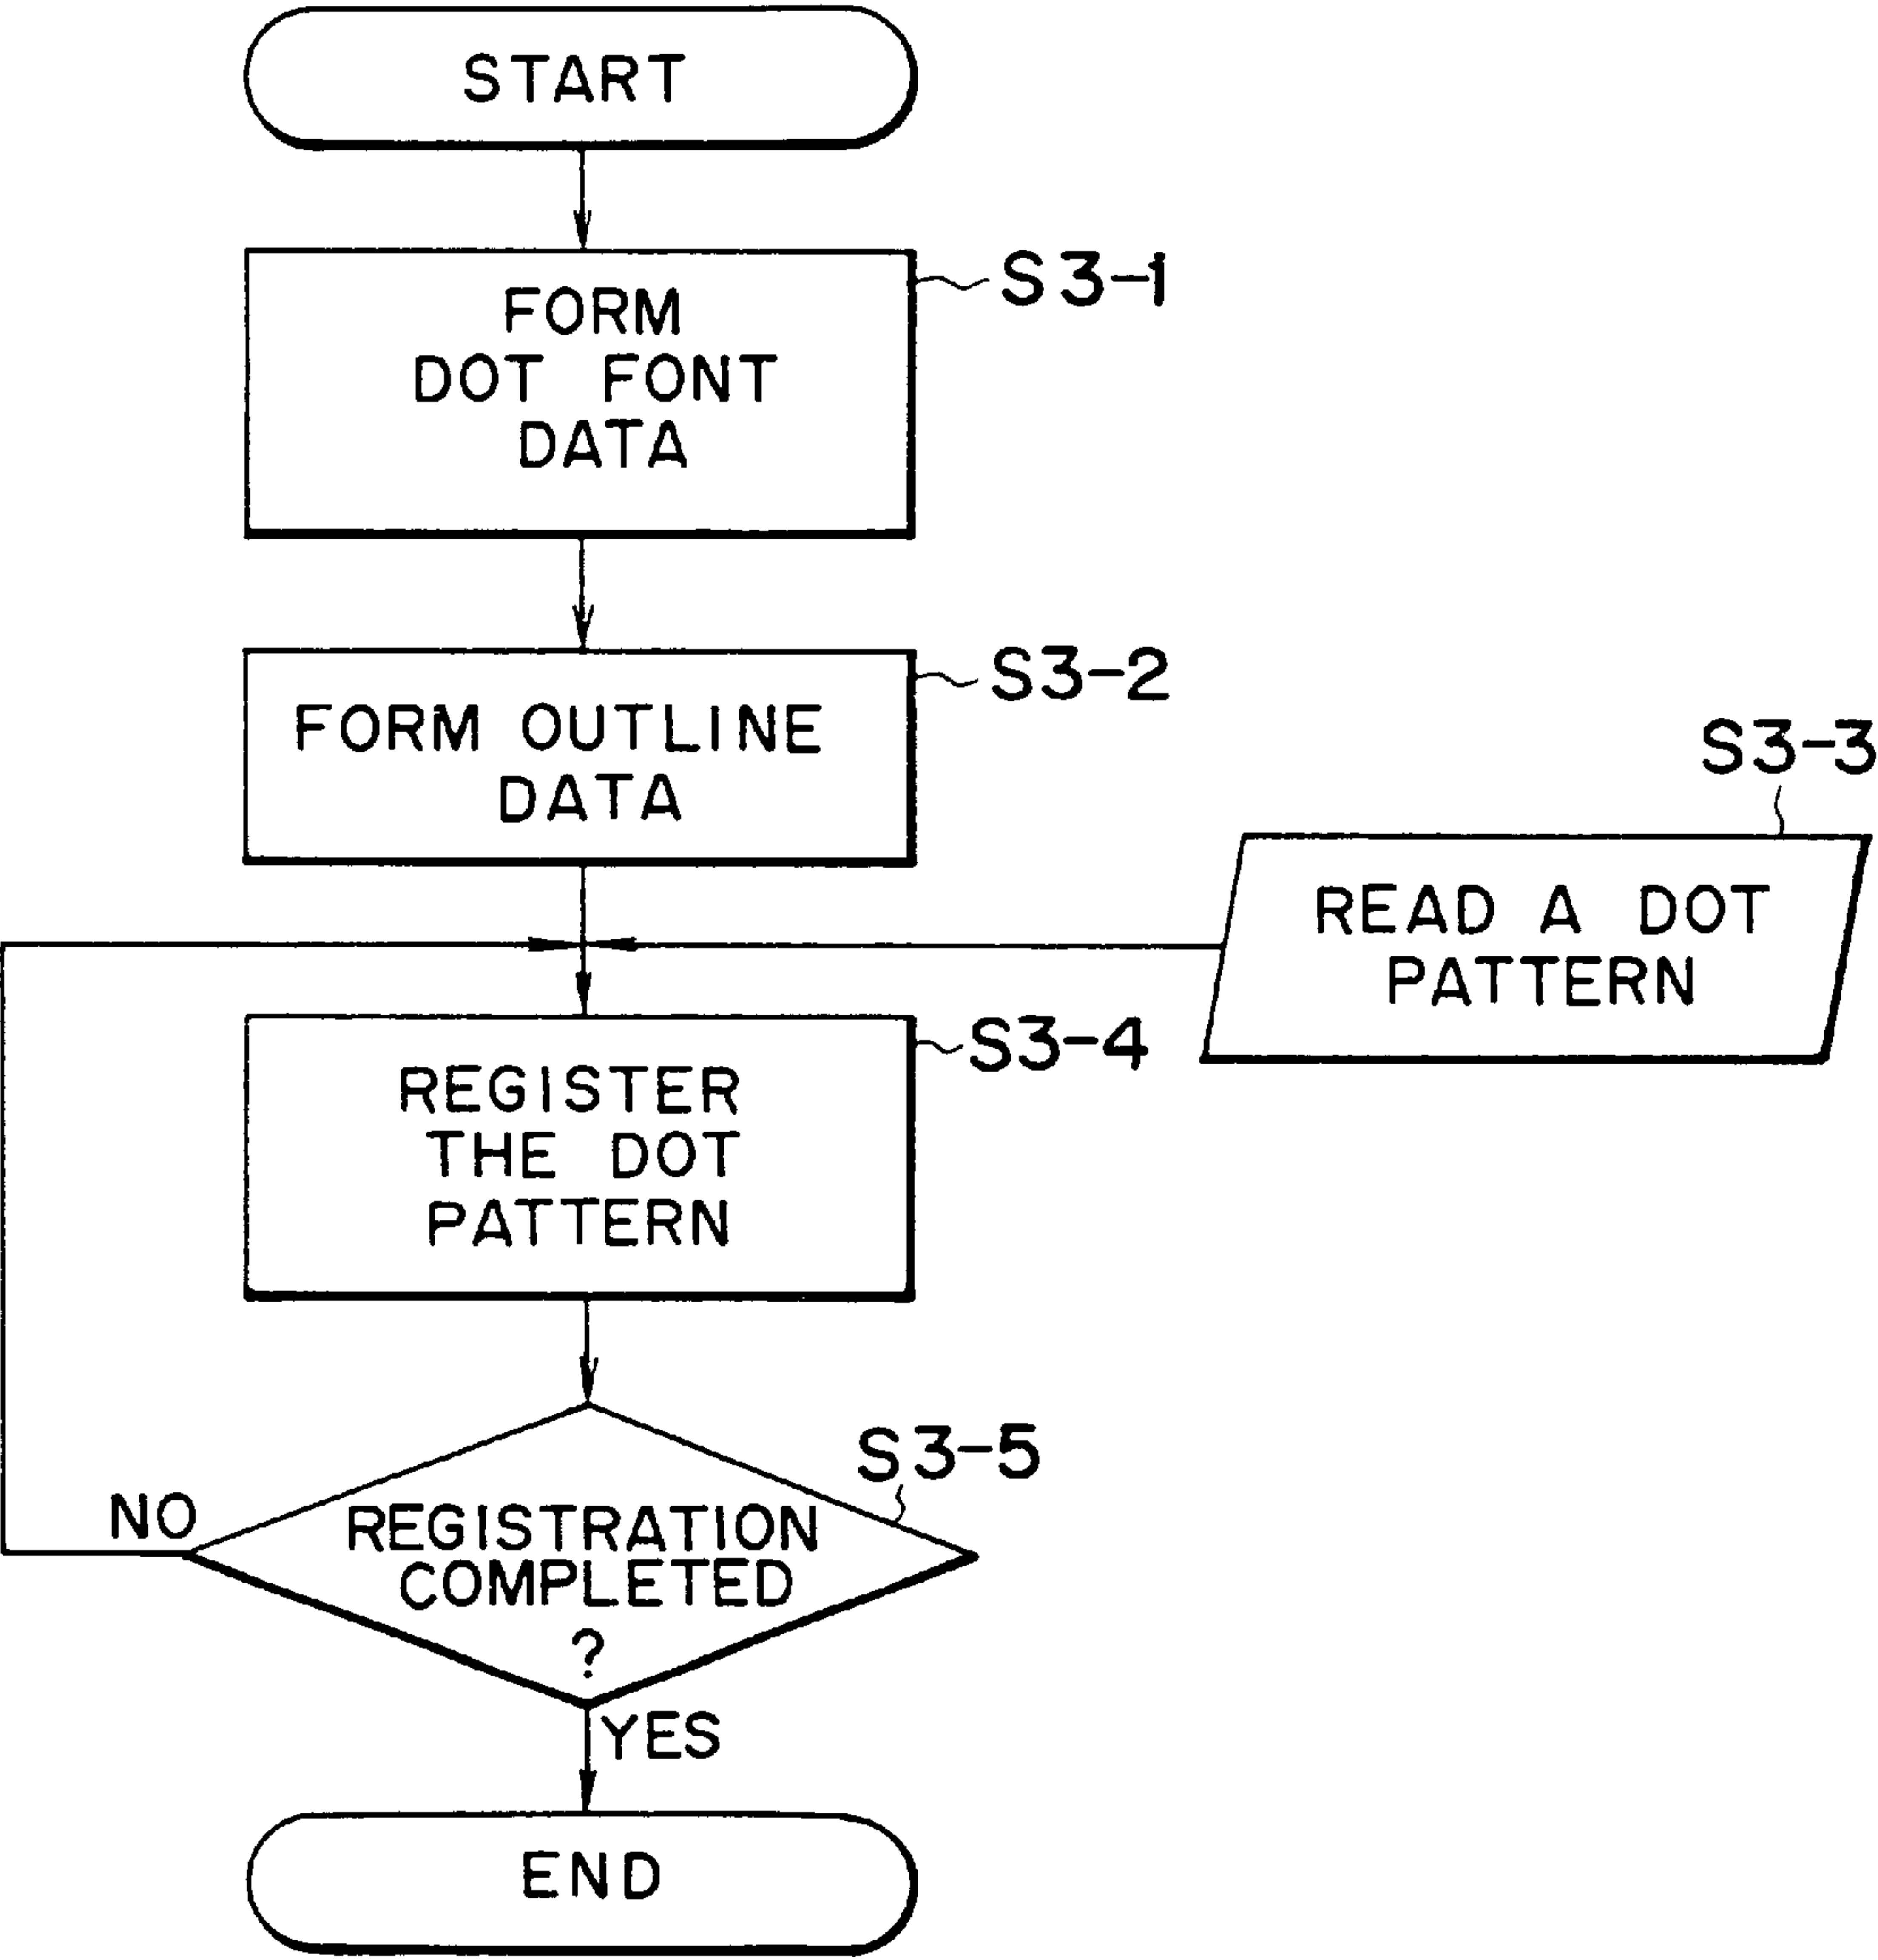 START
FORM
DOT FONT
DATA
S3-1
FORM OUTLINE
DATA
S3-2
S3-3
READ A DOT
PATTERN
REGISTER
THE DOT
PATTERN
S3-4
S3-5
NO
REGISTRATION
COMPLETED
?
YES
END